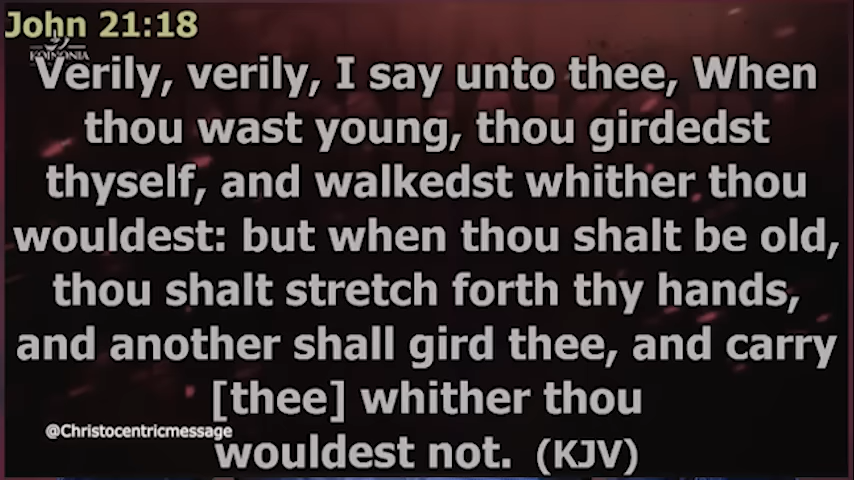 John 21:18
KOINONIA
Verily, verily, I say unto thee, When
thou wast young, thou girdedst
thyself, and walkedst whither thou
wouldest: but when thou shalt be old,
thou shalt stretch forth thy hands,
and another shall gird thee, and carry
[thee] whither thou
@Christocentricmessage
wouldest not. (KJV)